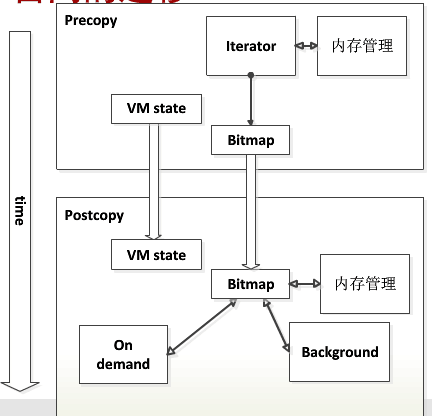 Precopy
Iterator
内存管理
VM state
Bitmap
time
Postcopy
VM state
Bitmap
内存管理
On
demand
Background